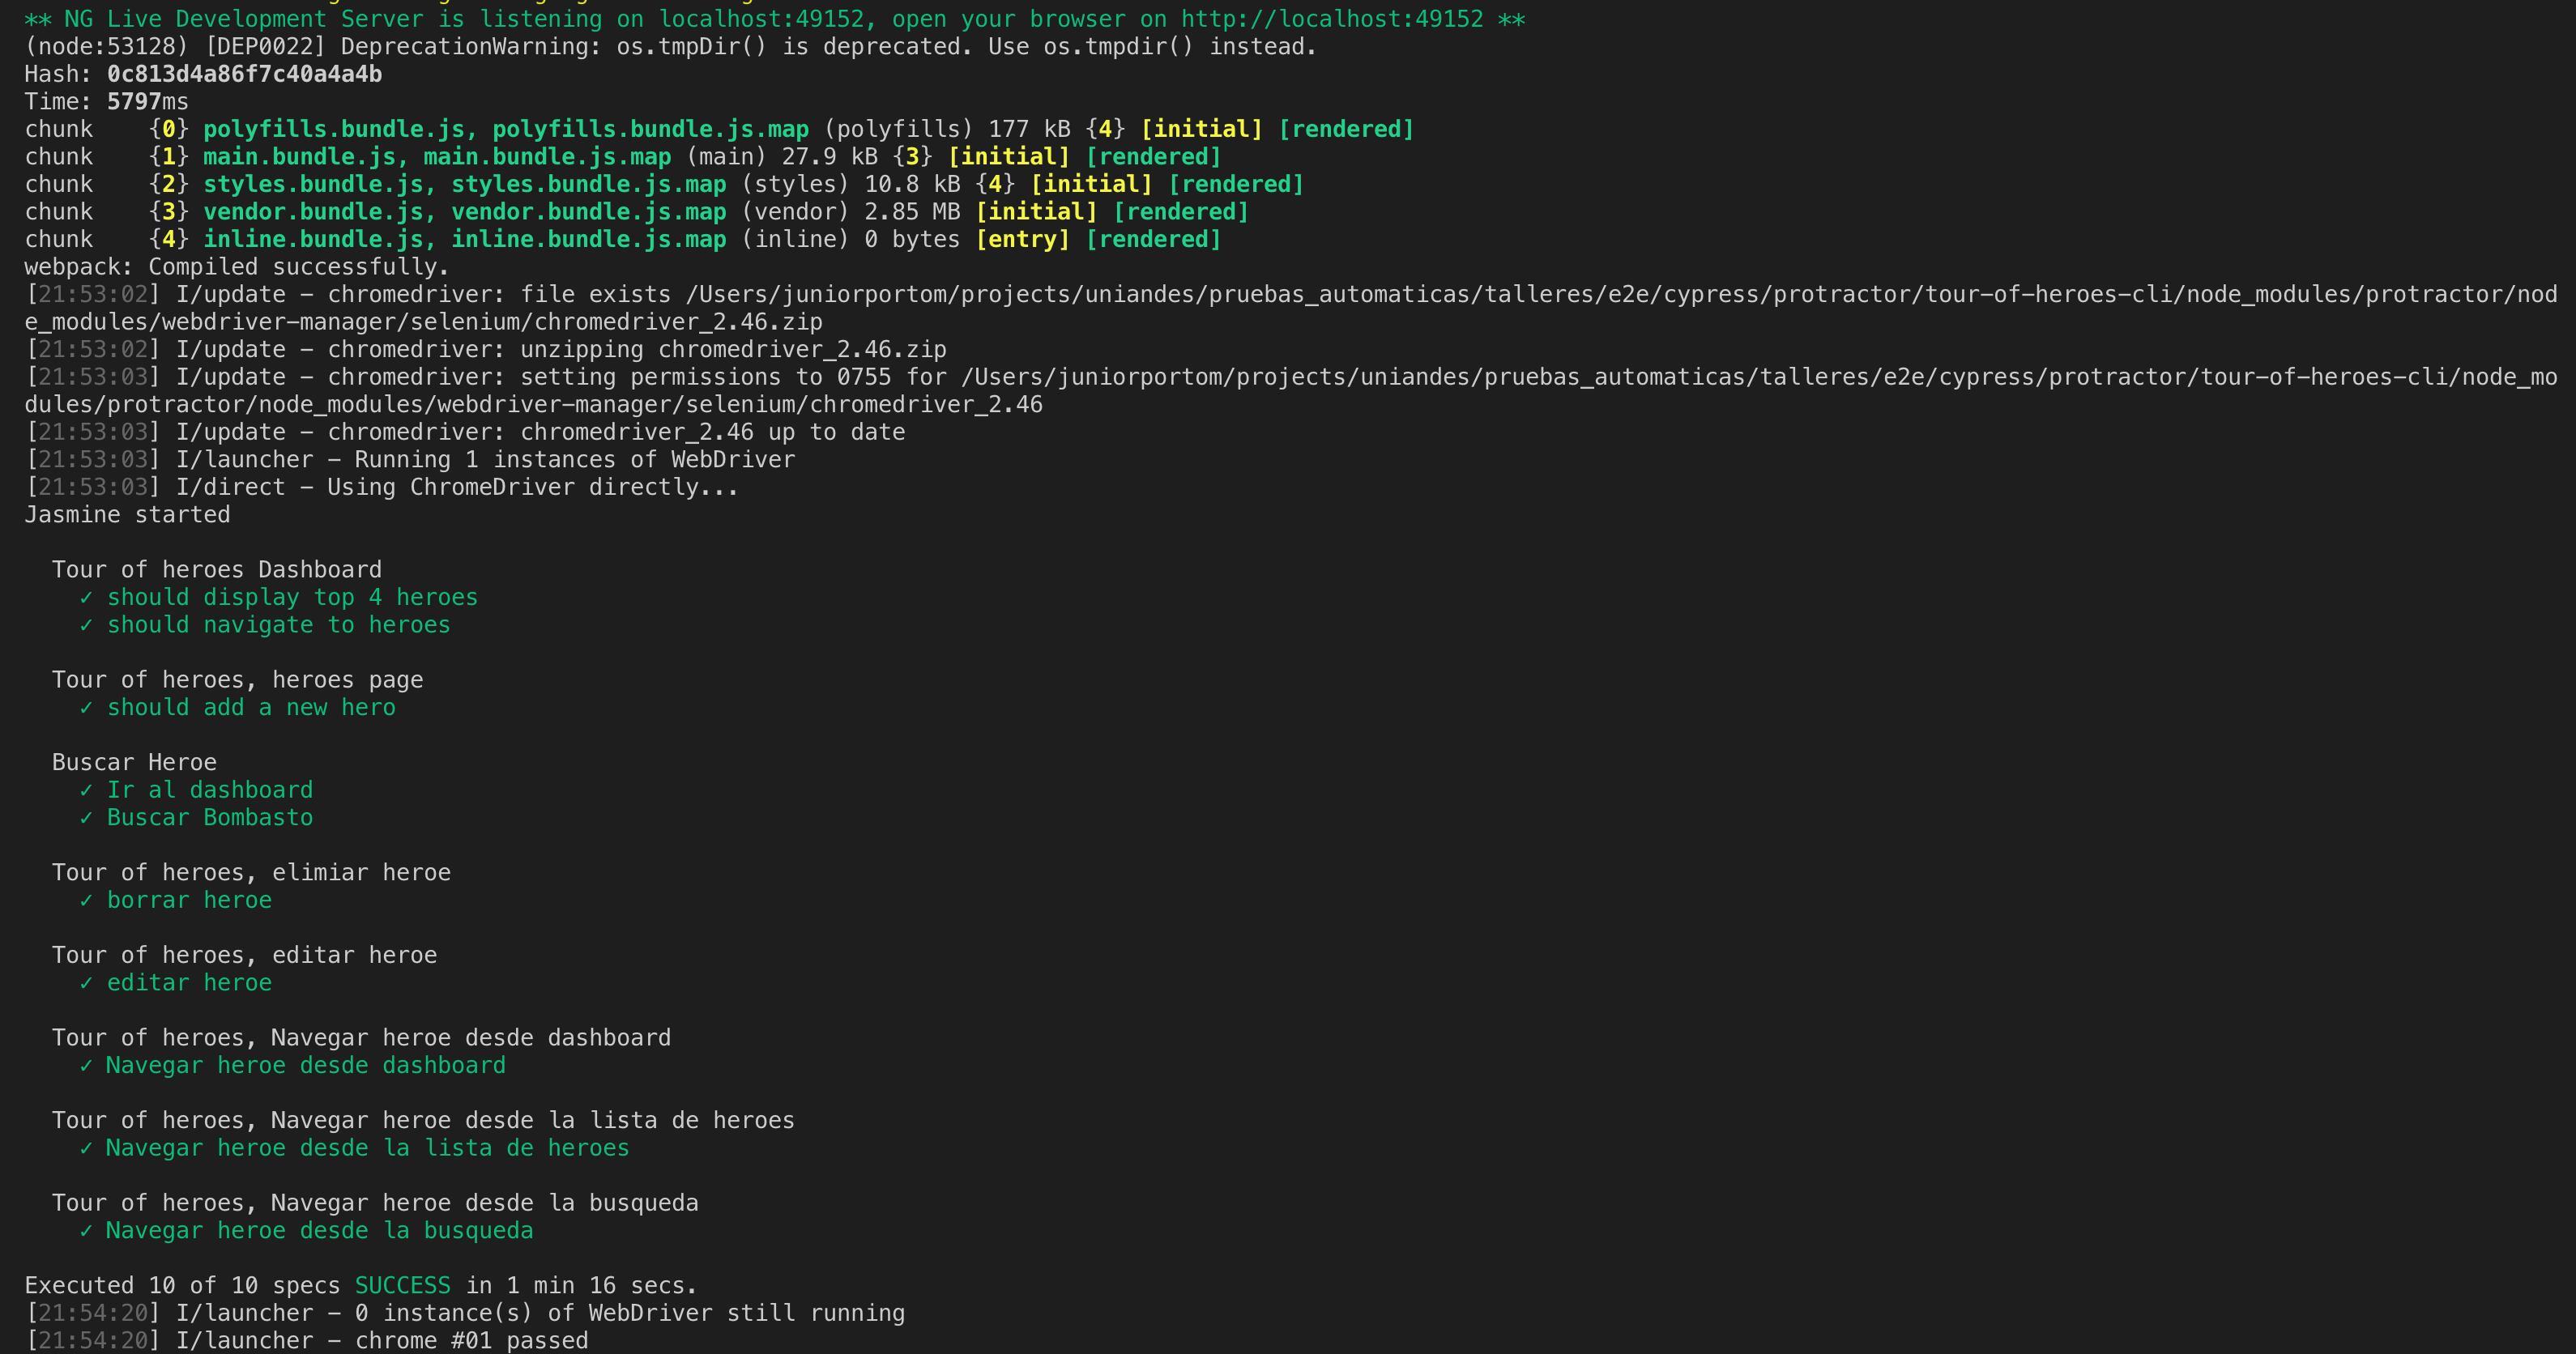 ** NG Live Development Server is listening on localhost:49152, open your browser on http://localhost:49152 **
(node:53128) [DEP0022] DeprecationWarning: os.tmpDir() is deprecated. Use os.tmpdir() instead.
Hash: 0c813d4a86f7c40a4a4b
Time: 5797ms
chunk    {0} polyfills.bundle.js, polyfills.bundle.js.map (polyfills) 177 kB {4} [initial] [rendered]
chunk    {1} main.bundle.js, main.bundle.js.map (main) 27.9 kB {3} [initial] [rendered]
chunk    {2} styles.bundle.js, styles.bundle.js.map (styles) 10.8 kB {4} [initial] [rendered]
chunk    {3} vendor.bundle.js, vendor.bundle.js.map (vendor) 2.85 MB [initial] [rendered]
chunk    {4} inline.bundle.js, inline.bundle.js.map (inline) 0 bytes [entry] [rendered]
webpack: Compiled successfully.
[21:53:02] I/update - chromedriver: file exists /Users/juniorportom/projects/uniandes/pruebas_automaticas/talleres/e2e/cypress/protractor/tour-of-heroes-cli/node_modules/protractor/nod
e_modules/webdriver-manager/selenium/chromedriver_2.46.zip
[21:53:02] I/update - chromedriver: unzipping chromedriver_2.46.zip
[21:53:03] I/update - chromedriver: setting permissions to 0755 for /Users/juniorportom/projects/uniandes/pruebas_automaticas/talleres/e2e/cypress/protractor/tour-of-heroes-cli/node_mo
dules/protractor/node_modules/webdriver-manager/selenium/chromedriver_2.46
[21:53:03] I/update - chromedriver: chromedriver_2.46 up to date
[21:53:03] I/launcher - Running 1 instances of WebDriver
[21:53:03] I/direct - Using ChromeDriver directly...
Jasmine started
Tour of heroes Dashboard
✓ should display top 4 heroes
✓ should navigate to heroes
Tour of heroes, heroes page
✓ should add a new hero
Buscar Heroe
✓ Ir al dashboard
✓ Buscar Bombasto
Tour of heroes, elimiar heroe
✓ borrar heroe
Tour of heroes, editar heroe
✓ editar heroe
Tour of heroes, Navegar heroe desde dashboard
✓ Navegar heroe desde dashboard
Tour of heroes, Navegar heroe desde la lista de heroes
✓ Navegar heroe desde la lista de heroes
Tour of heroes, Navegar heroe desde la busqueda
✓ Navegar heroe desde la busqueda
Executed 10 of 10 specs SUCCESS in 1 min 16 secs.
[21:54:20] I/launcher - 0 instance(s) of WebDriver still running
[21:54:20] I/launcher - chrome #01 passed